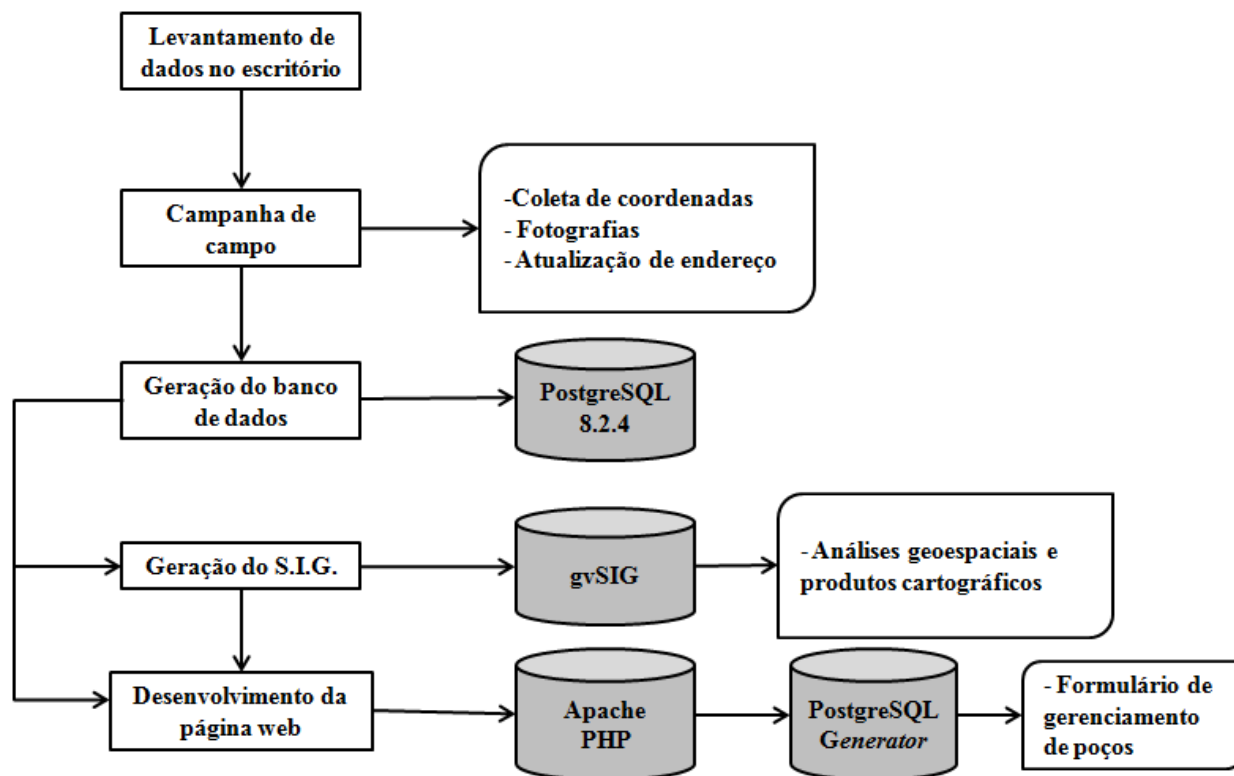 Levantamento de
dados no escritório
Campanha de
campo
-Coleta de coordenadas
- Fotografias
- Atualização de endereço
Geração do banco
de dados
PostgreSQL
8.2.4
Geração do S.I.G.
gvSIG
- Análises geoespaciais e
produtos cartográficos
Desenvolvimento da
página web
Apache
PHP
PostgreSQL
Generator
- Formulário de
gerenciamento
de poços